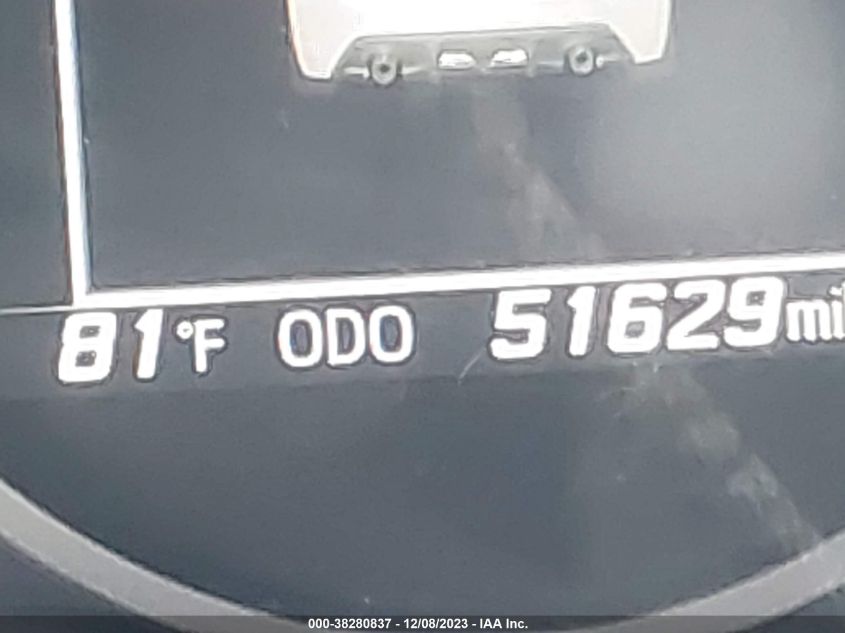 81°F ODO 51629mi
000-38280837 - 12/08/2023 - IAA Inc.